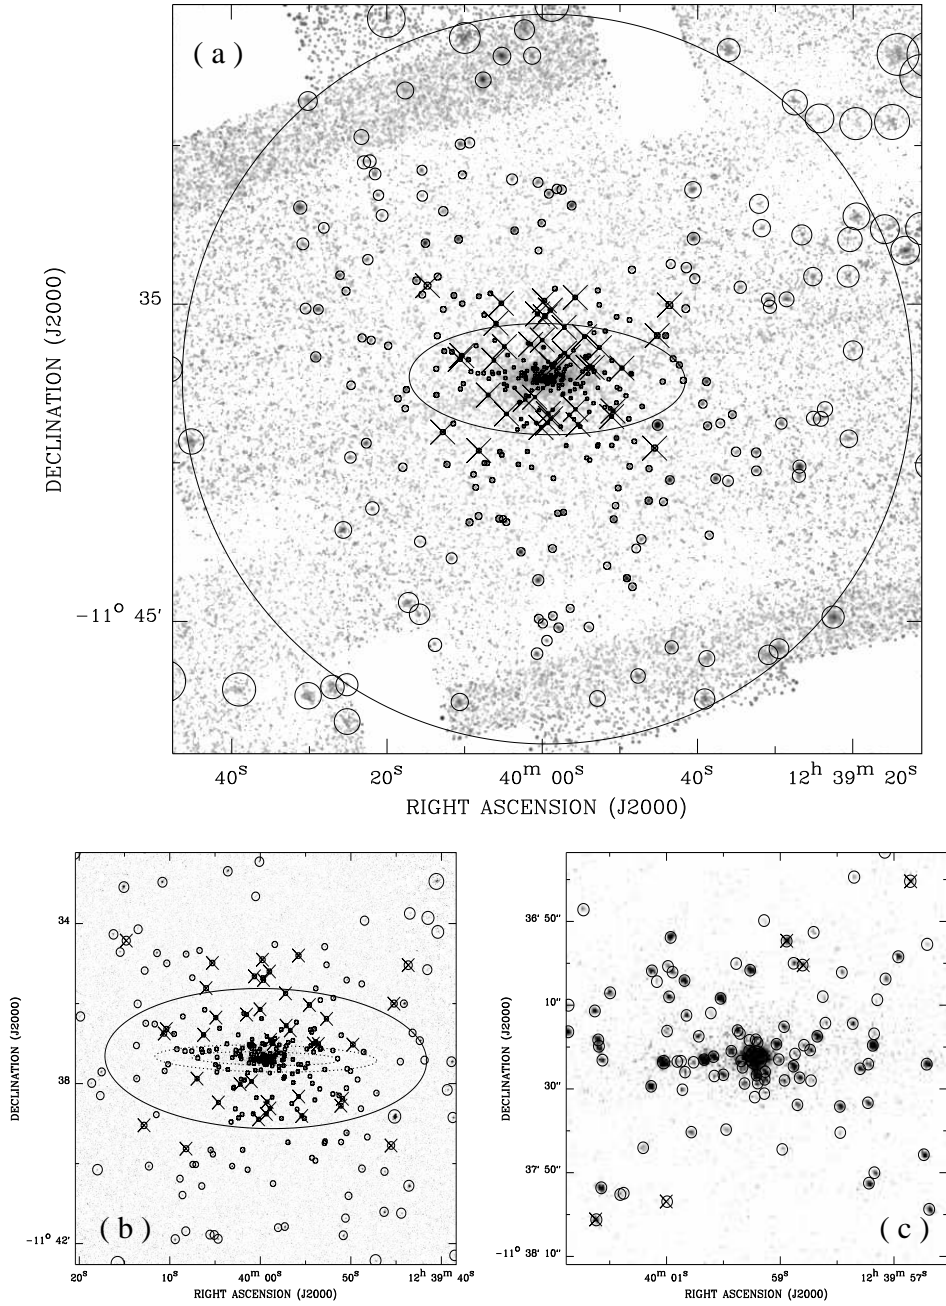 ( a )
DECLINATION (J2000)
35
-11° 45′
40ˢ 20ˢ 40ᵐ 00ˢ 40ˢ 12ʰ 39ᵐ 20ˢ
RIGHT ASCENSION (J2000)
DECLINATION (J2000)
34
38
-11° 42′
( b )
20ˢ 10ˢ 40ᵐ 00ˢ 50ˢ 12ʰ 39ᵐ 40ˢ
RIGHT ASCENSION (J2000)
DECLINATION (J2000)
36′ 50″
10″
30″
37′ 50″
-11° 38′ 10″
( c )
40ᵐ 01ˢ 59ˢ 12ʰ 39ᵐ 57ˢ
RIGHT ASCENSION (J2000)